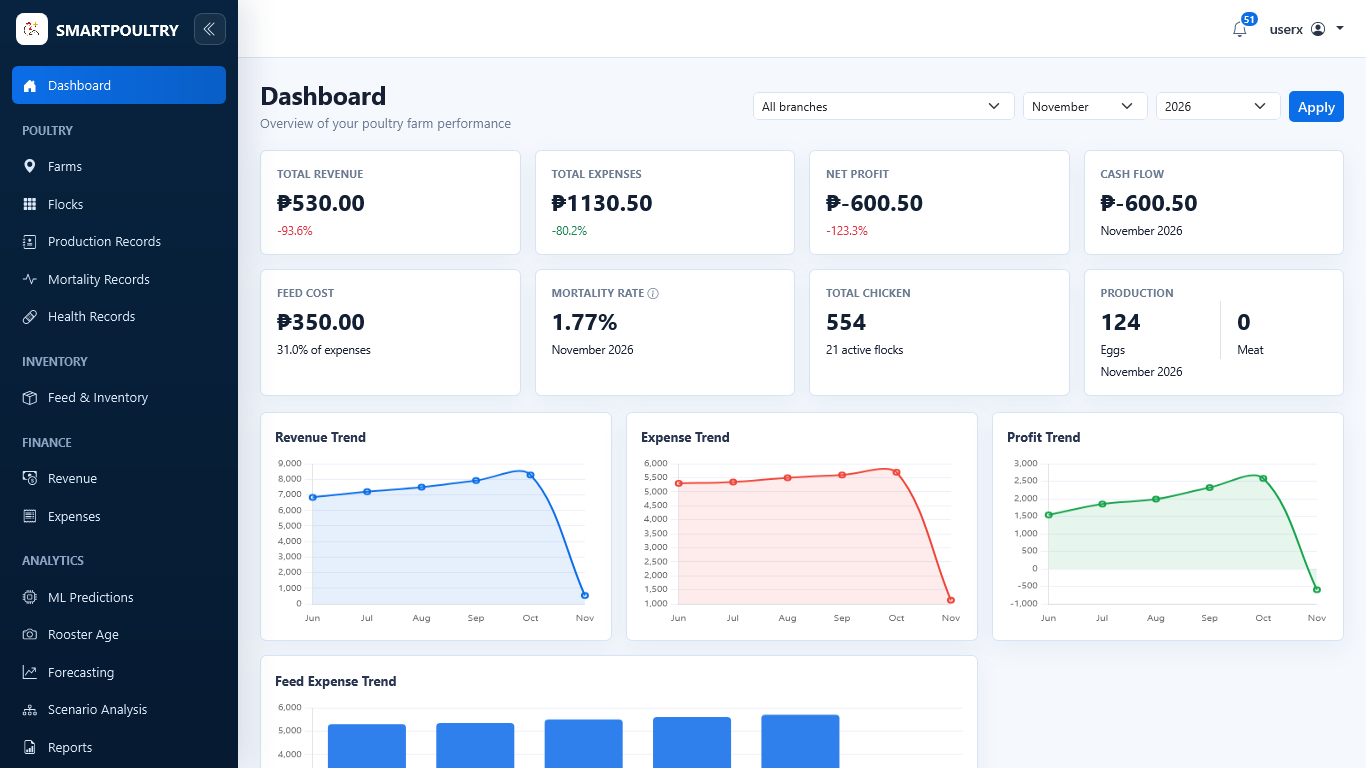 SMARTPOULTRY
51
userx
Dashboard
POULTRY
Farms
Flocks
Production Records
Mortality Records
Health Records
INVENTORY
Feed & Inventory
FINANCE
Revenue
Expenses
ANALYTICS
ML Predictions
Rooster Age
Forecasting
Scenario Analysis
Reports
Dashboard
Overview of your poultry farm performance
All branches
November
2026
Apply
TOTAL REVENUE
₱530.00
-93.6%
TOTAL EXPENSES
₱1130.50
-80.2%
NET PROFIT
₱-600.50
-123.3%
CASH FLOW
₱-600.50
November 2026
FEED COST
₱350.00
31.0% of expenses
MORTALITY RATE
1.77%
November 2026
TOTAL CHICKEN
554
21 active flocks
PRODUCTION
124
Eggs
0
Meat
November 2026
Revenue Trend
9,000
8,000
7,000
6,000
5,000
4,000
3,000
2,000
1,000
0
Jun Jul Aug Sep Oct Nov
Expense Trend
6,000
5,500
5,000
4,500
4,000
3,500
3,000
2,500
2,000
1,500
1,000
Jun Jul Aug Sep Oct Nov
Profit Trend
3,000
2,500
2,000
1,500
1,000
500
0
-500
-1,000
Jun Jul Aug Sep Oct Nov
Feed Expense Trend
6,000
5,000
4,000